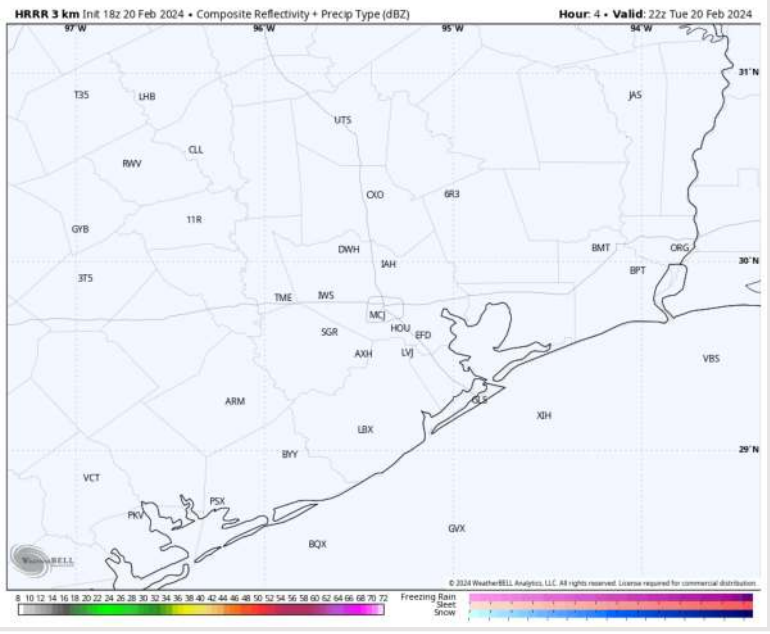 HRRR 3 km Init 18z 20 Feb 2024 • Composite Reflectivity + Precip Type (dBZ) Hour: 4 • Valid: 22z Tue 20 Feb 2024
97°W 96°W 95°W 94°W
31°N
T35 LHB JAS
UTS
CLL
RWV
CXO 6R3
11R
GYB
DWH BMT ORG
IAH 30°N
3T5 BPT
TME IWS
MCJ
SGR HOU EFD
AXH LVJ
VBS
ARM GLS
XIH
LBX
BYY 29°N
VCT
PKV PSX
GVX
BQX
WeatherBELL
© 2024 WeatherBELL Analytics, LLC. All rights reserved. License required for commercial distribution.
8 10 12 14 16 18 20 22 24 26 28 30 32 34 36 38 40 42 44 46 48 50 52 54 56 58 60 62 64 66 68 70 72
Freezing Rain
Sleet
Snow